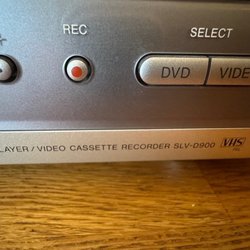 REC SELECT
DVD VIDE
LAYER / VIDEO CASSETTE RECORDER SLV-D900 VHS